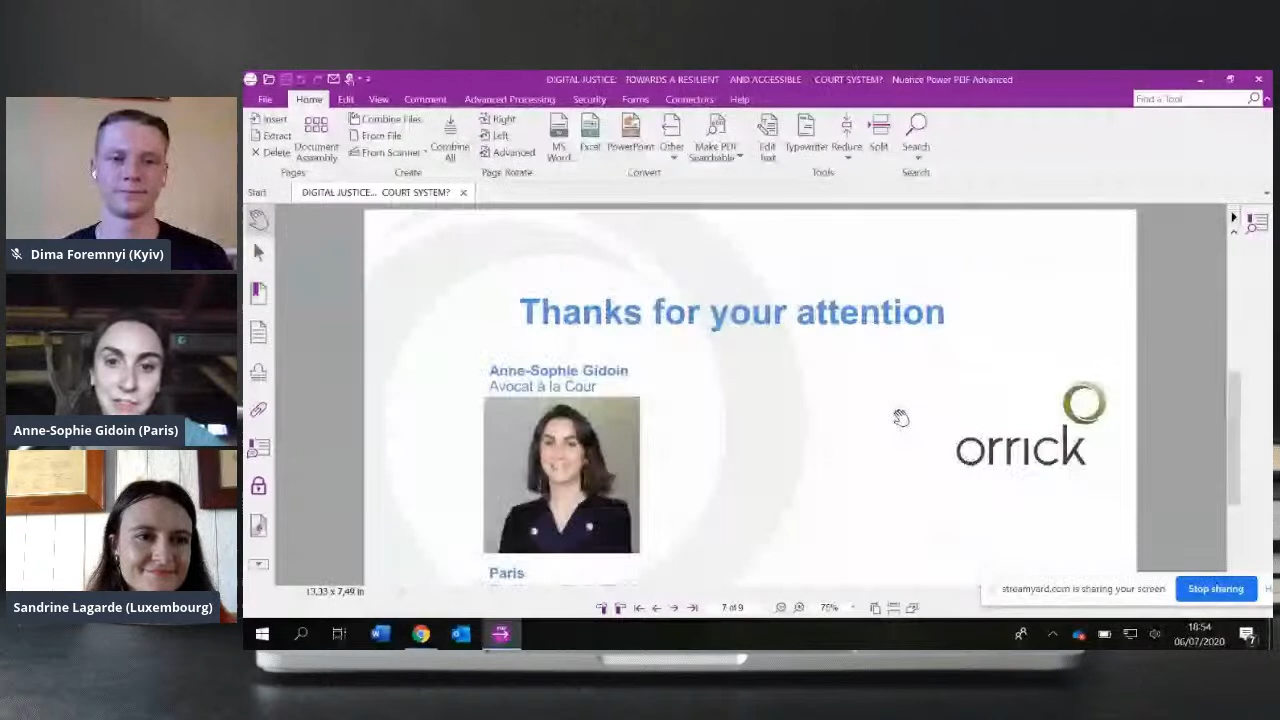 Dima Foremnyi (Kyiv)
Anne-Sophie Gidoin (Paris)
Sandrine Lagarde (Luxembourg)
DIGITAL JUSTICE: TOWARDS A RESILIENT AND ACCESSIBLE COURT SYSTEM? Nuance Power PDF Advanced
File Home Edit View Comment Advanced Processing Security Forms Connectors Help
Find a Tool
Insert
Extract
Delete
Document Assembly
Pages
Combine Files
From File
From Scanner
Combine All
Create
Right
Left
Advanced
Page Rotate
MS Word
Excel
PowerPoint
Other
Make PDF Searchable
Convert
Edit Text
Typewriter
Reduce
Tools
Search
Search
Start
DIGITAL JUSTICE... COURT SYSTEM?
Thanks for your attention
Anne-Sophie Gidoin
Avocat à la Cour
orrick
Paris
13,33 x 7,49 in
7 of 9
75%
streamyard.com is sharing your screen
Stop sharing
18:54
06/07/2020